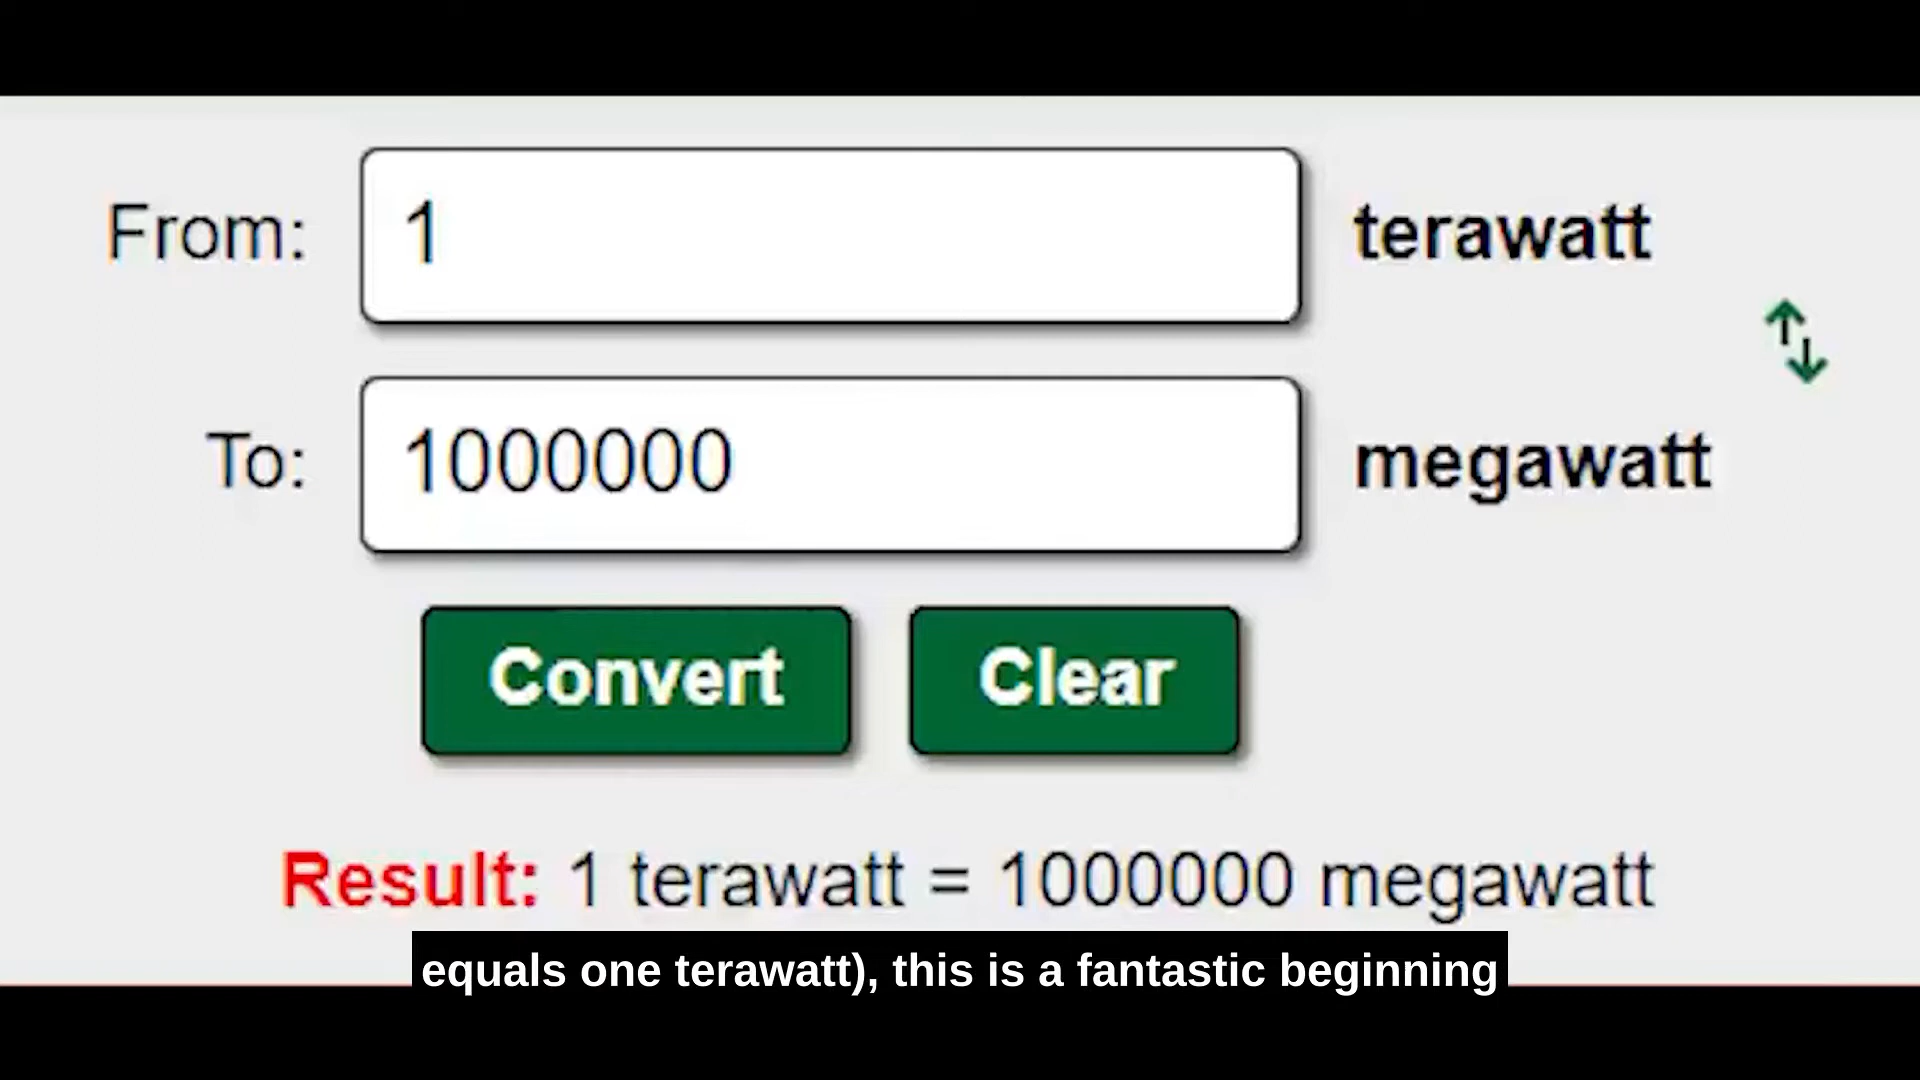 From: 1 terawatt
To: 1000000 megawatt
Convert Clear
Result: 1 terawatt = 1000000 megawatt
equals one terawatt), this is a fantastic beginning